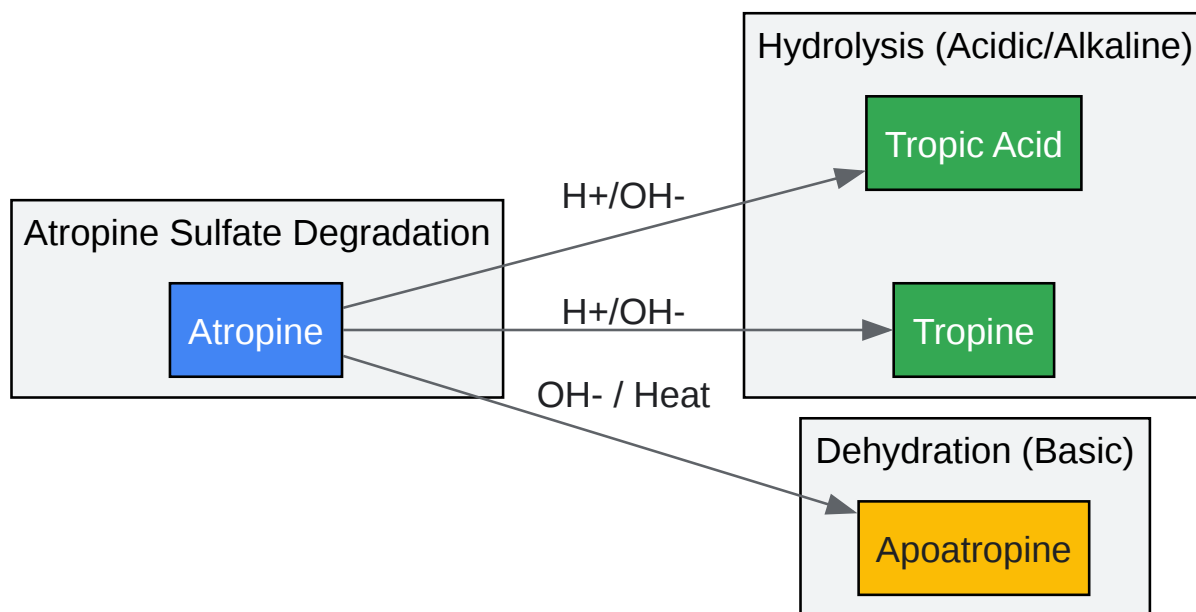 Hydrolysis (Acidic/Alkaline)
Tropic Acid
H+/OH-
Atropine Sulfate Degradation
Atropine
H+/OH-
Tropine
OH- / Heat
Dehydration (Basic)
Apoatropine